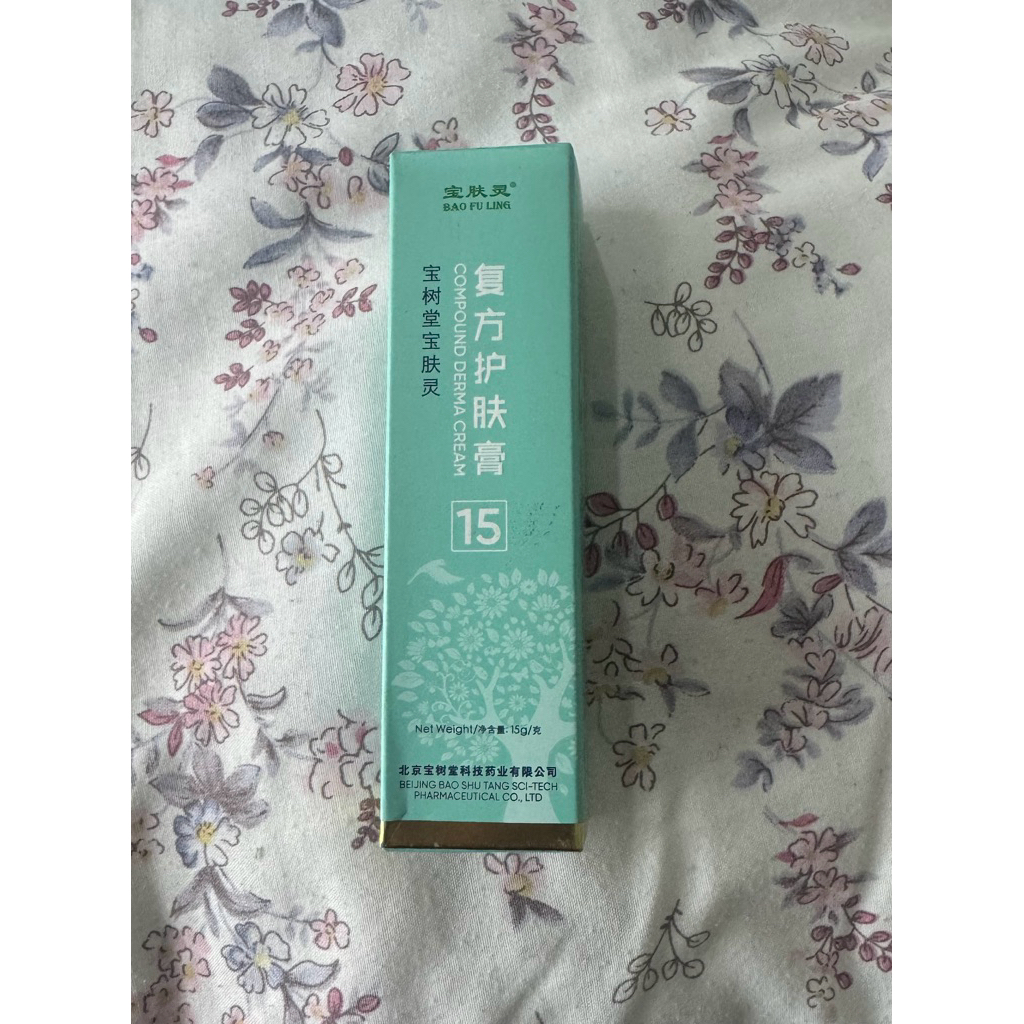 宝肤灵®
BAO FU LING
复方护肤膏
COMPOUND DERMA CREAM
宝树堂宝肤灵
15
Net Weight/净含量: 15g/克
北京宝树堂科技药业有限公司
BEIJING BAO SHU TANG SCI-TECH
PHARMACEUTICAL CO., LTD